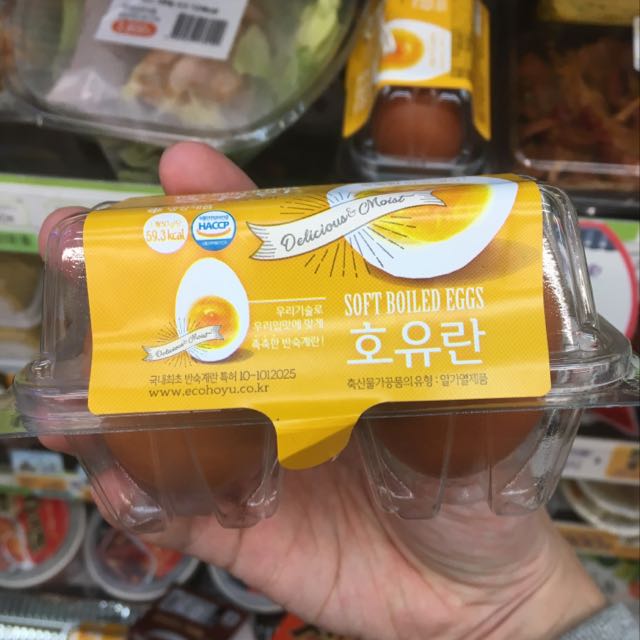 Delicious & Moist
59.3 kcal
HACCP
SOFT BOILED EGGS
호유란
우리기술로
우리입맛에 맞게
촉촉한 반숙계란!
Delicious & Moist
국내최초 반숙계란 특허 10-1012025
www.ecohoyu.co.kr
축산물가공품의유형 : 알가열제품